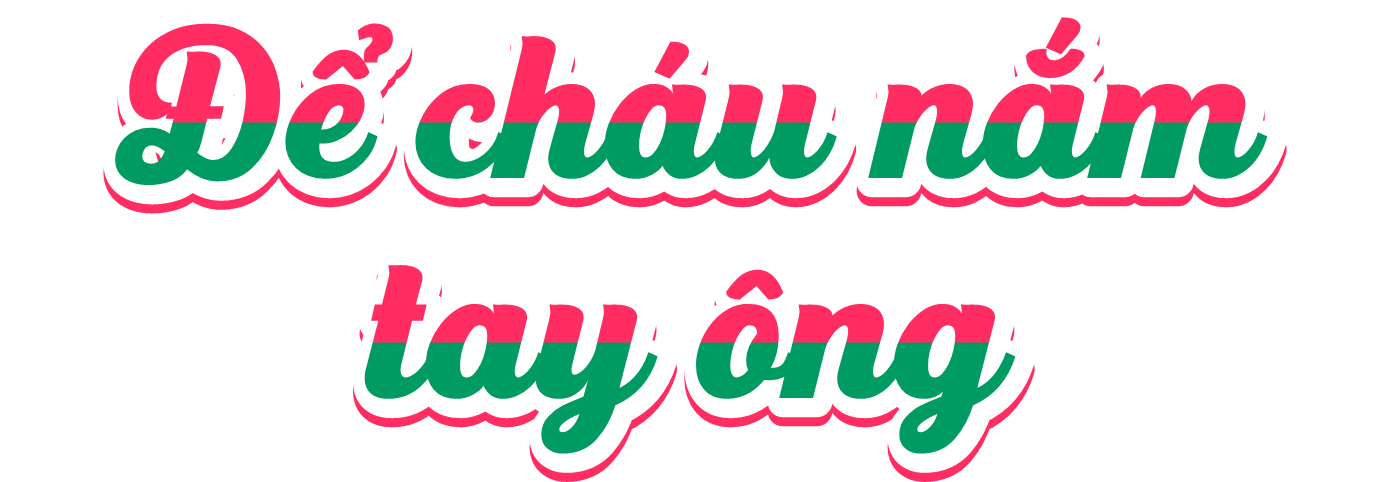 Để cháu nắm
tay ông